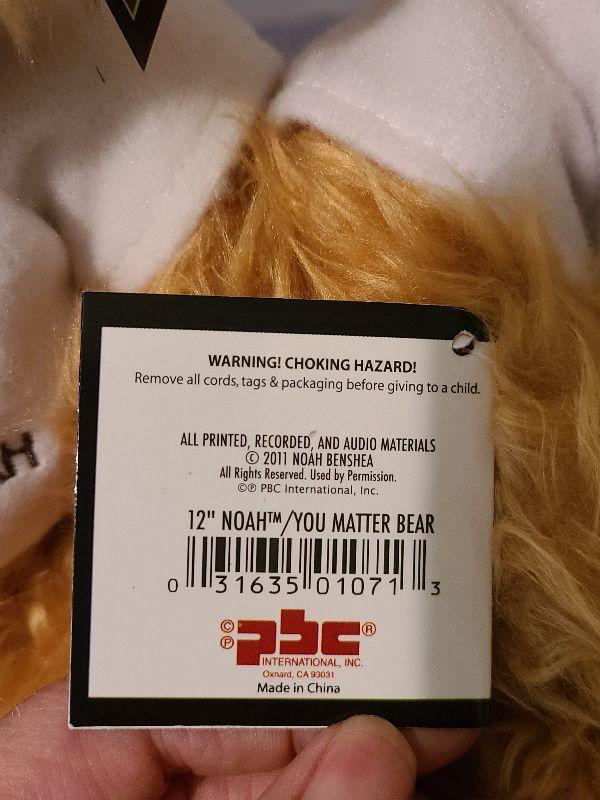 WARNING! CHOKING HAZARD!
Remove all cords, tags & packaging before giving to a child.
ALL PRINTED, RECORDED, AND AUDIO MATERIALS
© 2011 NOAH BENSHEA
All Rights Reserved. Used by Permission.
©℗ PBC International, Inc.
12" NOAH™/YOU MATTER BEAR
0 31635 01071 3
© ℗ pbc ®
INTERNATIONAL, INC.
Oxnard, CA 93031
Made in China
AH